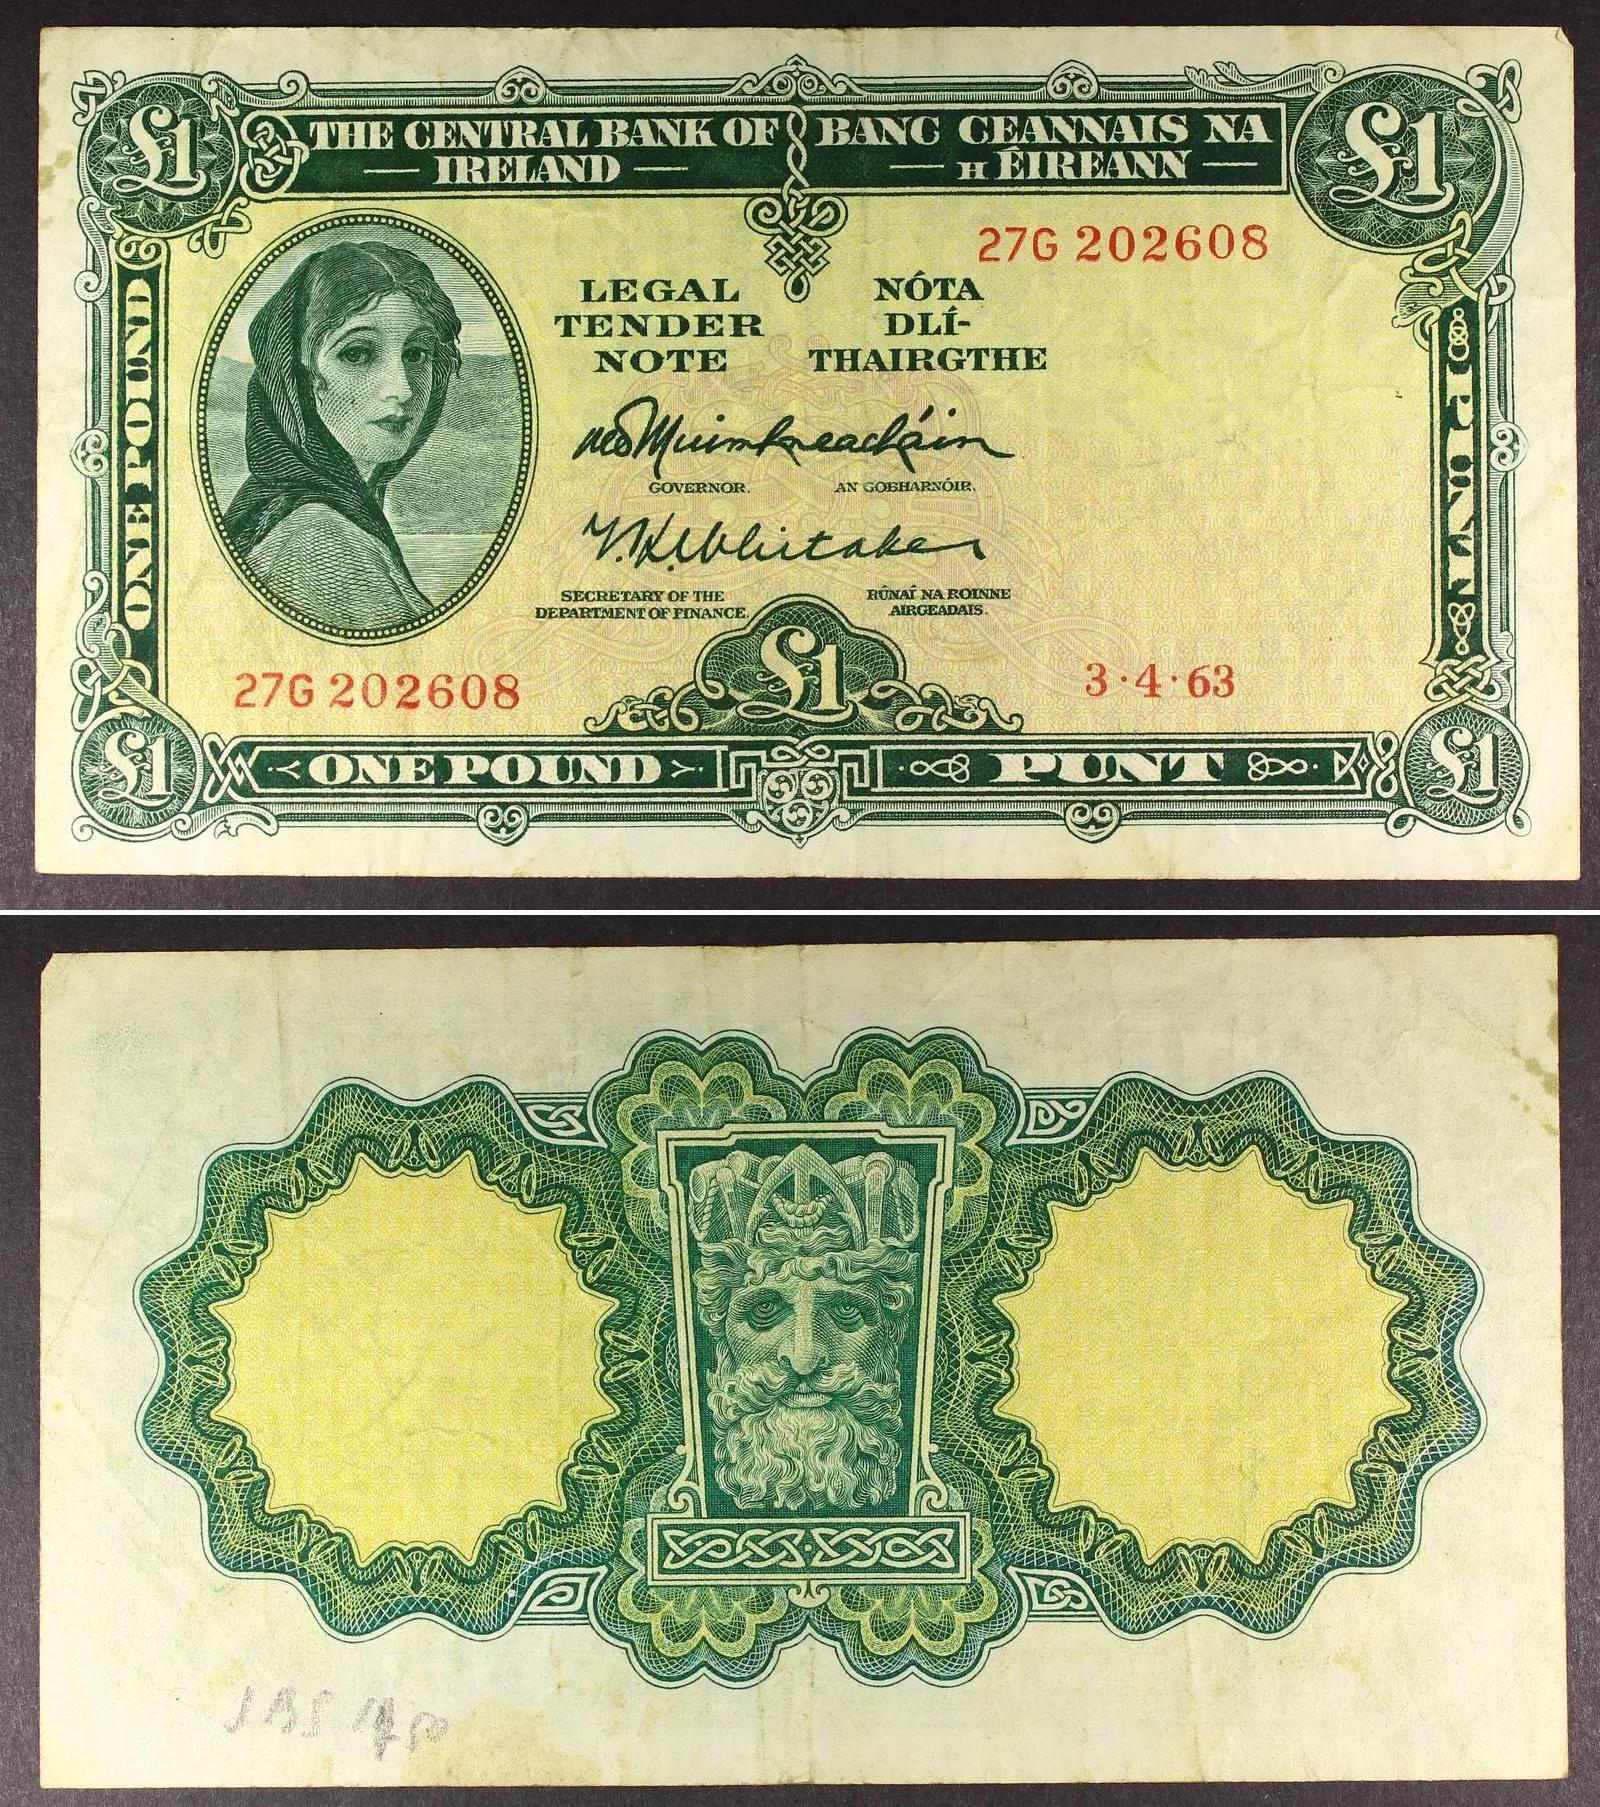 £1
THE CENTRAL BANK OF IRELAND
BANC CEANNAIS NA H ÉIREANN
£1
27G 202608
LEGAL TENDER NOTE
NÓTA DLÍ-THAIRGTHE
GOVERNOR.
AN GOBHARNÓIR.
T.K. Whitaker
SECRETARY OF THE
DEPARTMENT OF FINANCE.
RÚNAÍ NA ROINNE
AIRGEADAIS.
ONE POUND
PUNT
£1
27G 202608
3·4·63
£1
ONE POUND
PUNT
£1